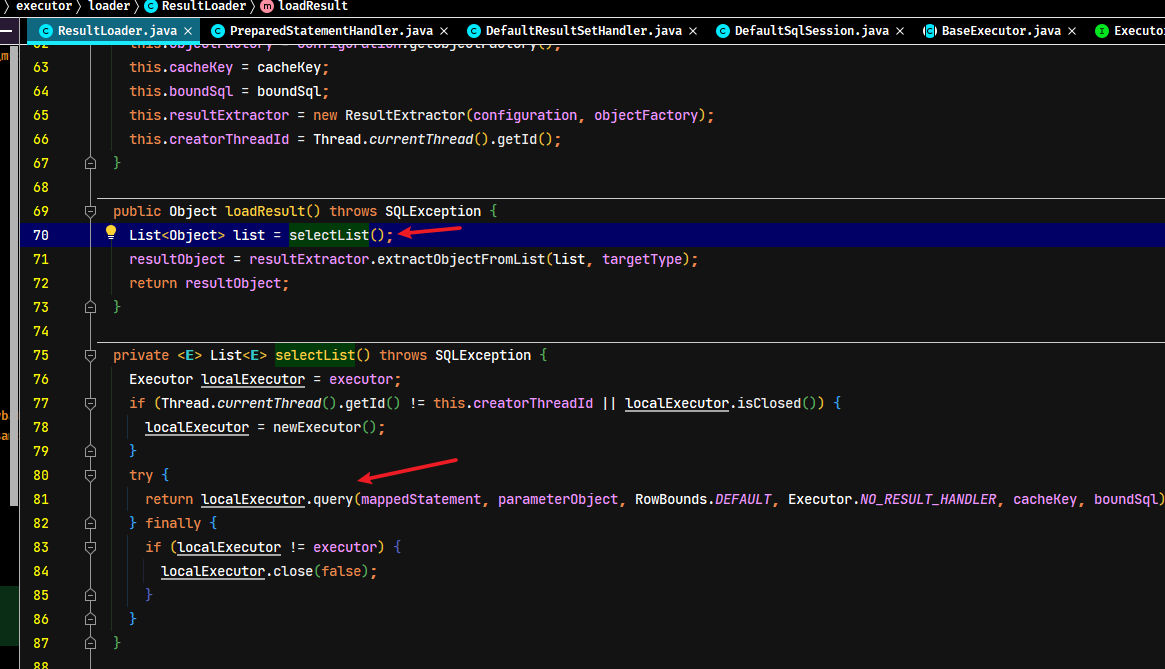 executor loader ResultLoader loadResult
ResultLoader.java PreparedStatementHandler.java DefaultResultSetHandler.java DefaultSqlSession.java BaseExecutor.java
62 this.objectFactory = configuration.getObjectFactory();
63 this.cacheKey = cacheKey;
64 this.boundSql = boundSql;
65 this.resultExtractor = new ResultExtractor(configuration, objectFactory);
66 this.creatorThreadId = Thread.currentThread().getId();
67 }
68
69 public Object loadResult() throws SQLException {
70 List<Object> list = selectList();
71 resultObject = resultExtractor.extractObjectFromList(list, targetType);
72 return resultObject;
73 }
74
75 private <E> List<E> selectList() throws SQLException {
76 Executor localExecutor = executor;
77 if (Thread.currentThread().getId() != this.creatorThreadId || localExecutor.isClosed()) {
78 localExecutor = newExecutor();
79 }
80 try {
81 return localExecutor.query(mappedStatement, parameterObject, RowBounds.DEFAULT, Executor.NO_RESULT_HANDLER, cacheKey, boundSql)
82 } finally {
83 if (localExecutor != executor) {
84 localExecutor.close(false);
85 }
86 }
87 }
88